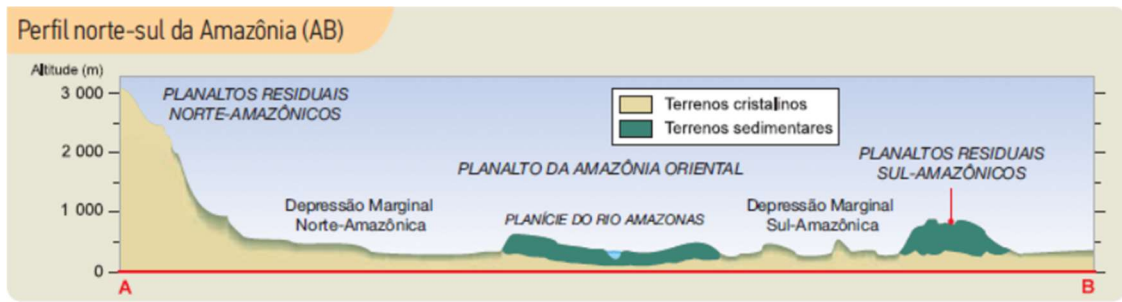 Perfil norte-sul da Amazônia (AB)
Altitude (m)
3 000
2 000
1 000
0
PLANALTOS RESIDUAIS
NORTE-AMAZÔNICOS
Terrenos cristalinos
Terrenos sedimentares
PLANALTO DA AMAZÔNIA ORIENTAL
PLANALTOS RESIDUAIS
SUL-AMAZÔNICOS
Depressão Marginal
Norte-Amazônica
PLANÍCIE DO RIO AMAZONAS
Depressão Marginal
Sul-Amazônica
A
B